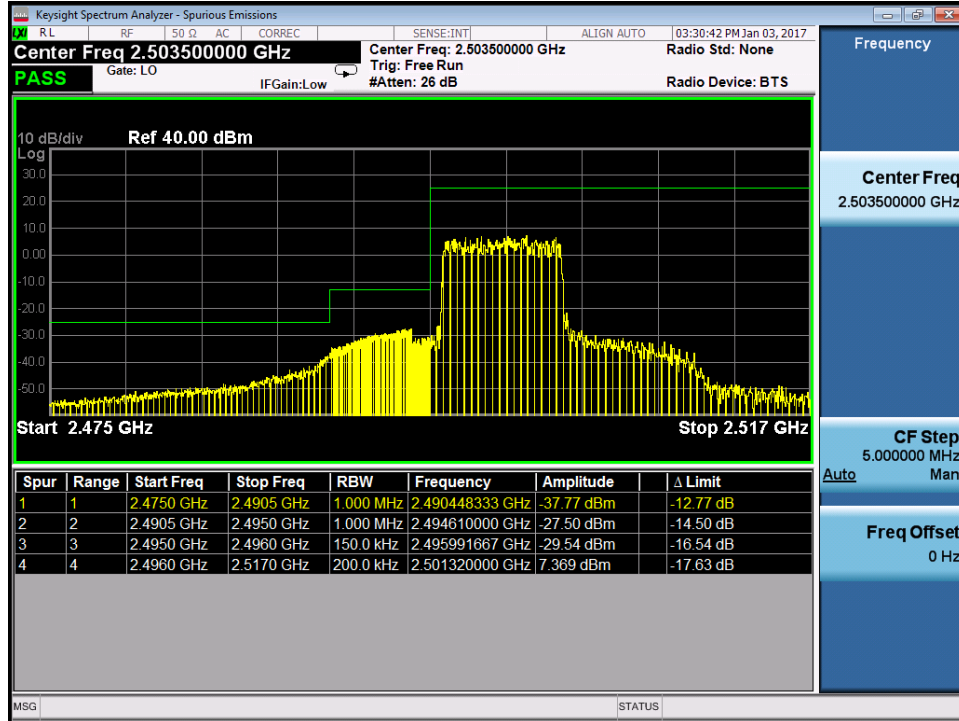 Keysight Spectrum Analyzer - Spurious Emissions
LXI RL RF 50 Ω AC CORREC SENSE:INT ALIGN AUTO 03:30:42 PM Jan 03, 2017
Center Freq 2.503500000 GHz
Center Freq: 2.503500000 GHz
Radio Std: None
Trig: Free Run
PASS
Gate: LO
IFGain:Low
#Atten: 26 dB
Radio Device: BTS
10 dB/div Ref 40.00 dBm
Log
30.0
20.0
10.0
0.00
-10.0
-20.0
-30.0
-40.0
-50.0
Start 2.475 GHz Stop 2.517 GHz
Spur Range Start Freq Stop Freq RBW Frequency Amplitude Δ Limit
1 1 2.4750 GHz 2.4905 GHz 1.000 MHz 2.490448333 GHz -37.77 dBm -12.77 dB
2 2 2.4905 GHz 2.4950 GHz 1.000 MHz 2.494610000 GHz -27.50 dBm -14.50 dB
3 3 2.4950 GHz 2.4960 GHz 150.0 kHz 2.495991667 GHz -29.54 dBm -16.54 dB
4 4 2.4960 GHz 2.5170 GHz 200.0 kHz 2.501320000 GHz 7.369 dBm -17.63 dB
MSG STATUS
Frequency
Center Freq
2.503500000 GHz
CF Step
5.000000 MHz
Auto Man
Freq Offset
0 Hz